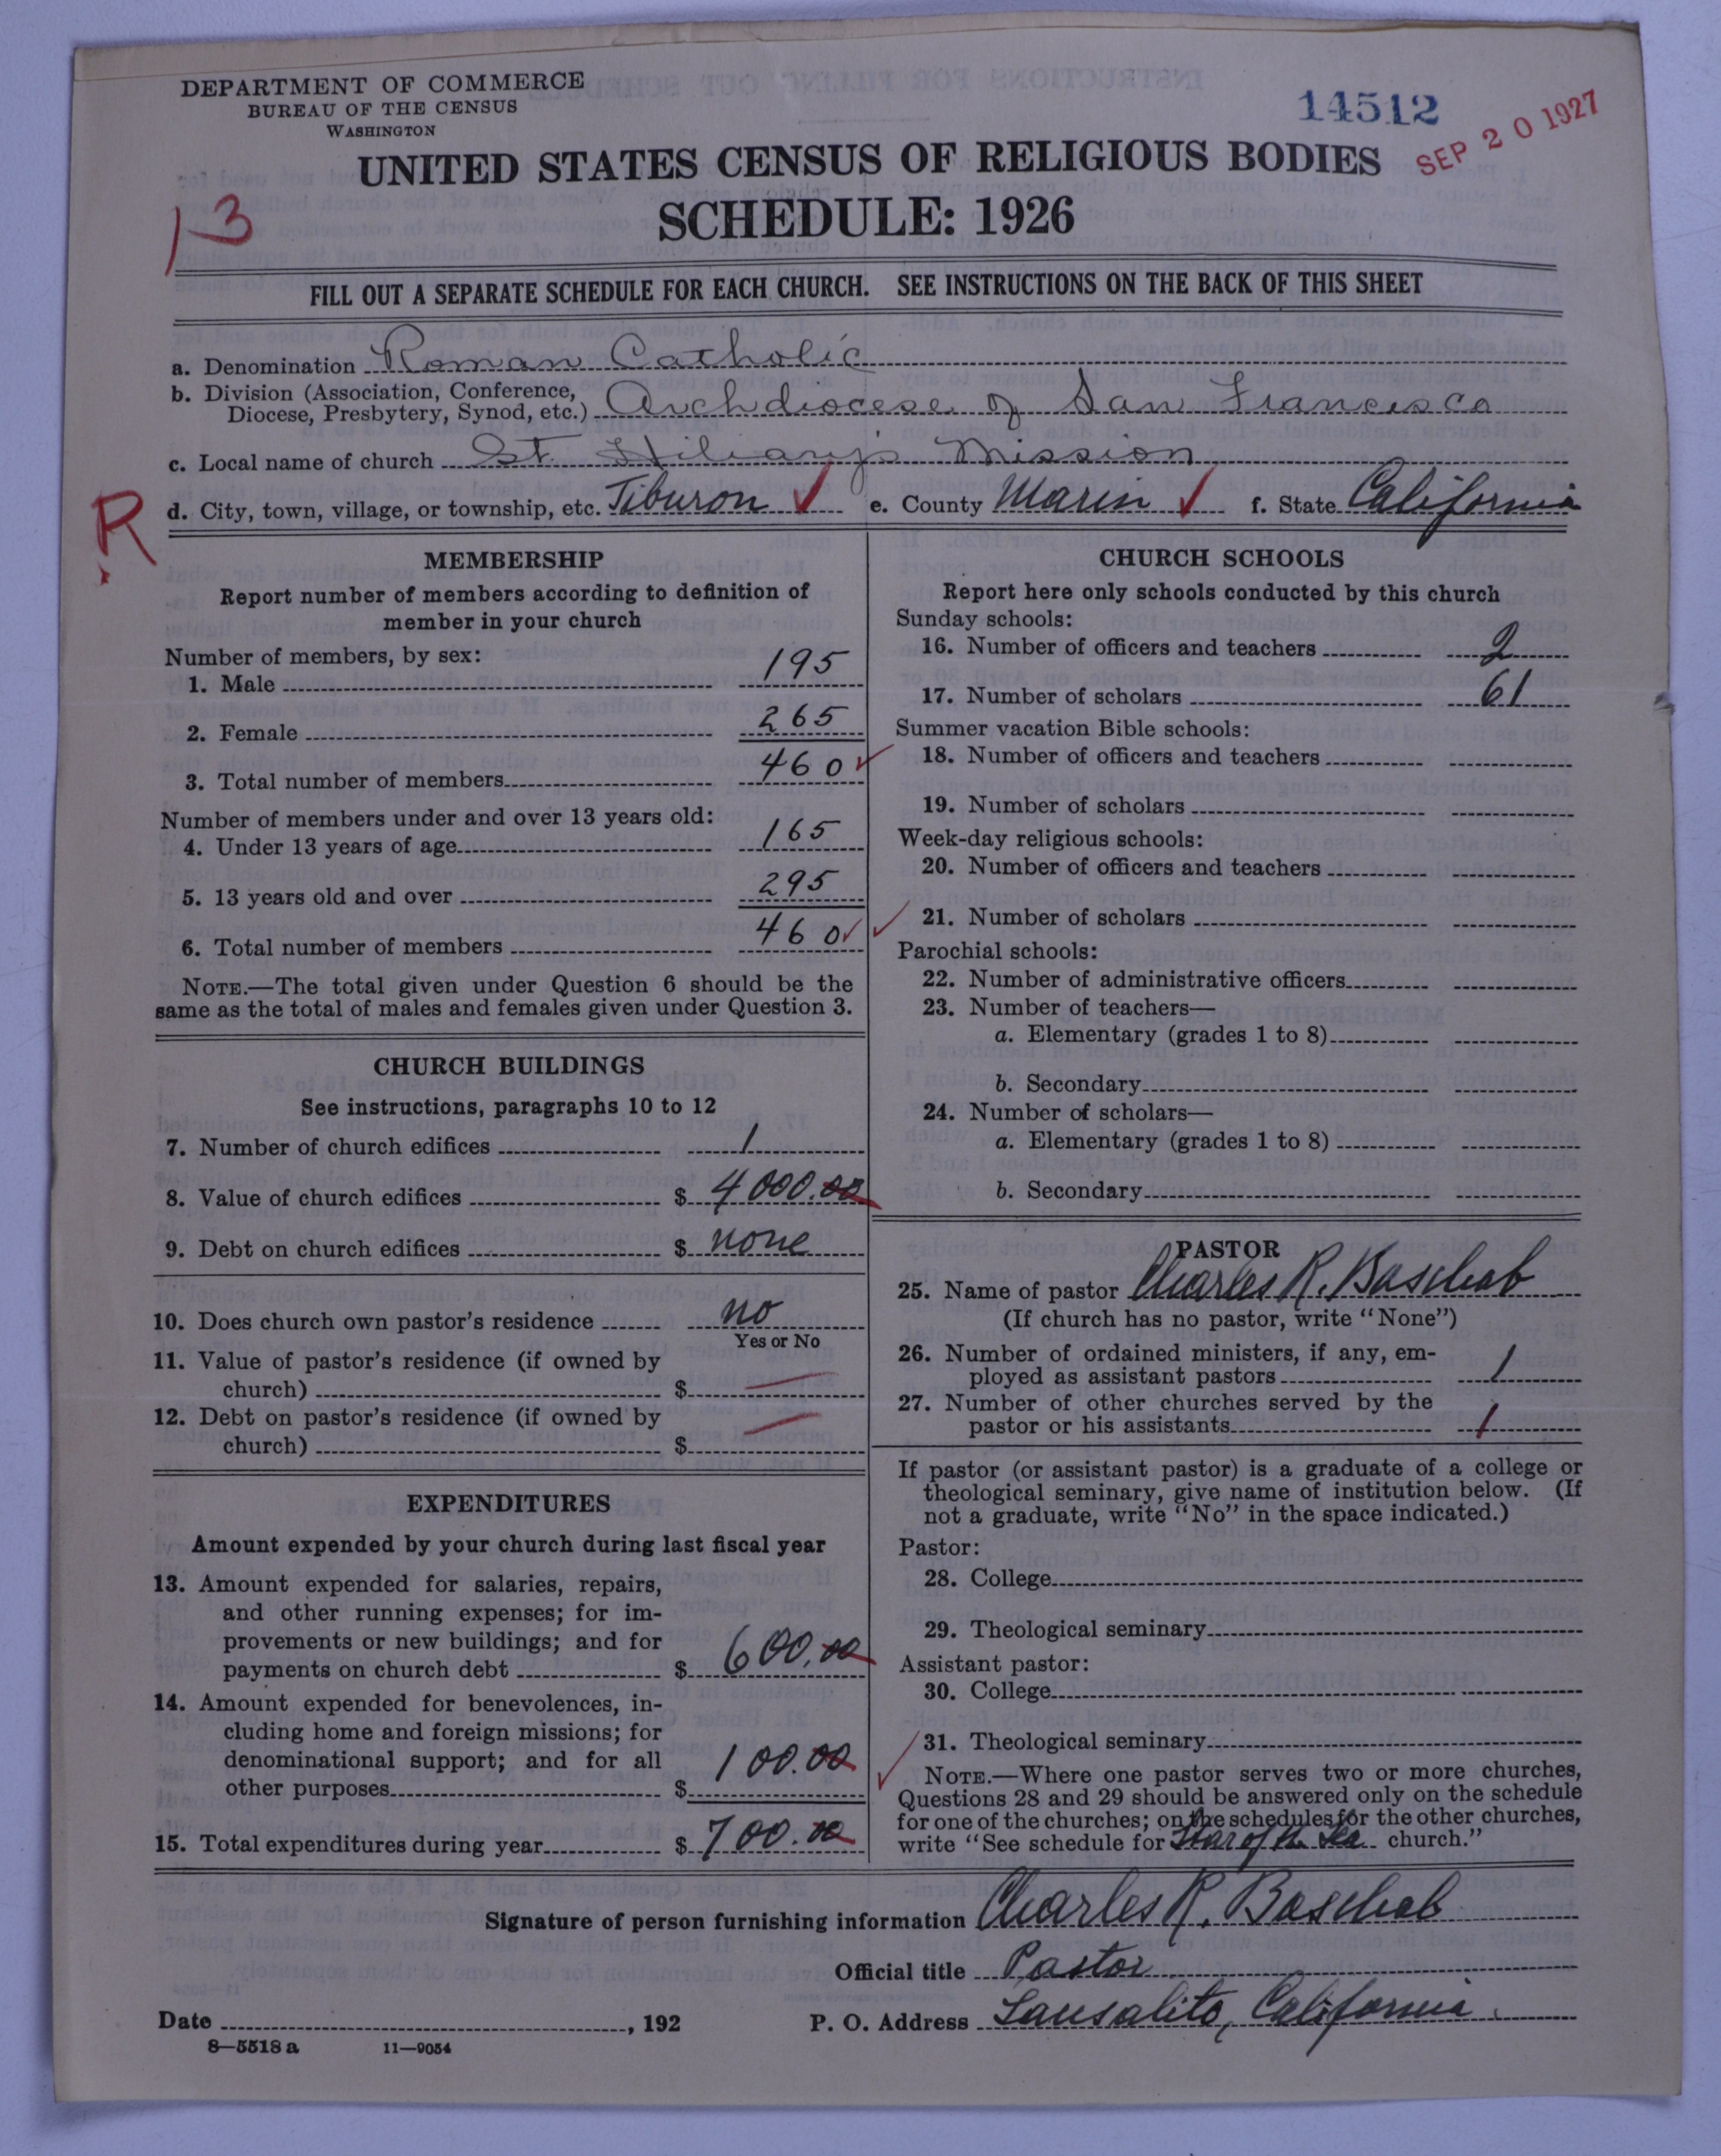 DEPARTMENT OF COMMERCE
BUREAU OF THE CENSUS
WASHINGTON
14512
SEP 20 1927
UNITED STATES CENSUS OF RELIGIOUS BODIES
SCHEDULE: 1926
13
FILL OUT A SEPARATE SCHEDULE FOR EACH CHURCH. SEE INSTRUCTIONS ON THE BACK OF THIS SHEET
a. Denomination Roman Catholic
b. Division (Association, Conference,
Diocese, Presbytery, Synod, etc.) Archdiocese of San Francisco
c. Local name of church St. Hilary's Mission
R
d. City, town, village, or township, etc. Tiburon ✓ e. County Marin ✓ f. State California
MEMBERSHIP
Report number of members according to definition of
member in your church
Number of members, by sex:
1. Male 195
2. Female 265
3. Total number of members 460 ✓
Number of members under and over 13 years old:
4. Under 13 years of age 165
5. 13 years old and over 295
6. Total number of members 460 ✓
NOTE.—The total given under Question 6 should be the
same as the total of males and females given under Question 3.
CHURCH BUILDINGS
See instructions, paragraphs 10 to 12
7. Number of church edifices 1
8. Value of church edifices $ 4000.00
9. Debt on church edifices $ none
10. Does church own pastor's residence no
Yes or No
11. Value of pastor's residence (if owned by
church) $ —
12. Debt on pastor's residence (if owned by
church) $ —
EXPENDITURES
Amount expended by your church during last fiscal year
13. Amount expended for salaries, repairs,
and other running expenses; for im-
provements or new buildings; and for
payments on church debt $ 600.00
14. Amount expended for benevolences, in-
cluding home and foreign missions; for
denominational support; and for all
other purposes $ 100.00
15. Total expenditures during year $ 700.00
CHURCH SCHOOLS
Report here only schools conducted by this church
Sunday schools:
16. Number of officers and teachers 2
17. Number of scholars 61
Summer vacation Bible schools:
18. Number of officers and teachers
19. Number of scholars
Week-day religious schools:
20. Number of officers and teachers
✓ 21. Number of scholars
Parochial schools:
22. Number of administrative officers
23. Number of teachers—
a. Elementary (grades 1 to 8)
b. Secondary
24. Number of scholars—
a. Elementary (grades 1 to 8)
b. Secondary
PASTOR
25. Name of pastor Charles R. Baschab
(If church has no pastor, write "None")
26. Number of ordained ministers, if any, em-
ployed as assistant pastors 1
27. Number of other churches served by the
pastor or his assistants 1
If pastor (or assistant pastor) is a graduate of a college or
theological seminary, give name of institution below. (If
not a graduate, write "No" in the space indicated.)
Pastor:
28. College
29. Theological seminary
Assistant pastor:
30. College
✓ 31. Theological seminary
NOTE.—Where one pastor serves two or more churches,
Questions 28 and 29 should be answered only on the schedule
for one of the churches; on the schedules for the other churches,
write "See schedule for Star of the Sea church."
Signature of person furnishing information Charles R. Baschab
Official title Pastor
Date , 192 P. O. Address Sausalito, California.
8—5518 a 11—9054